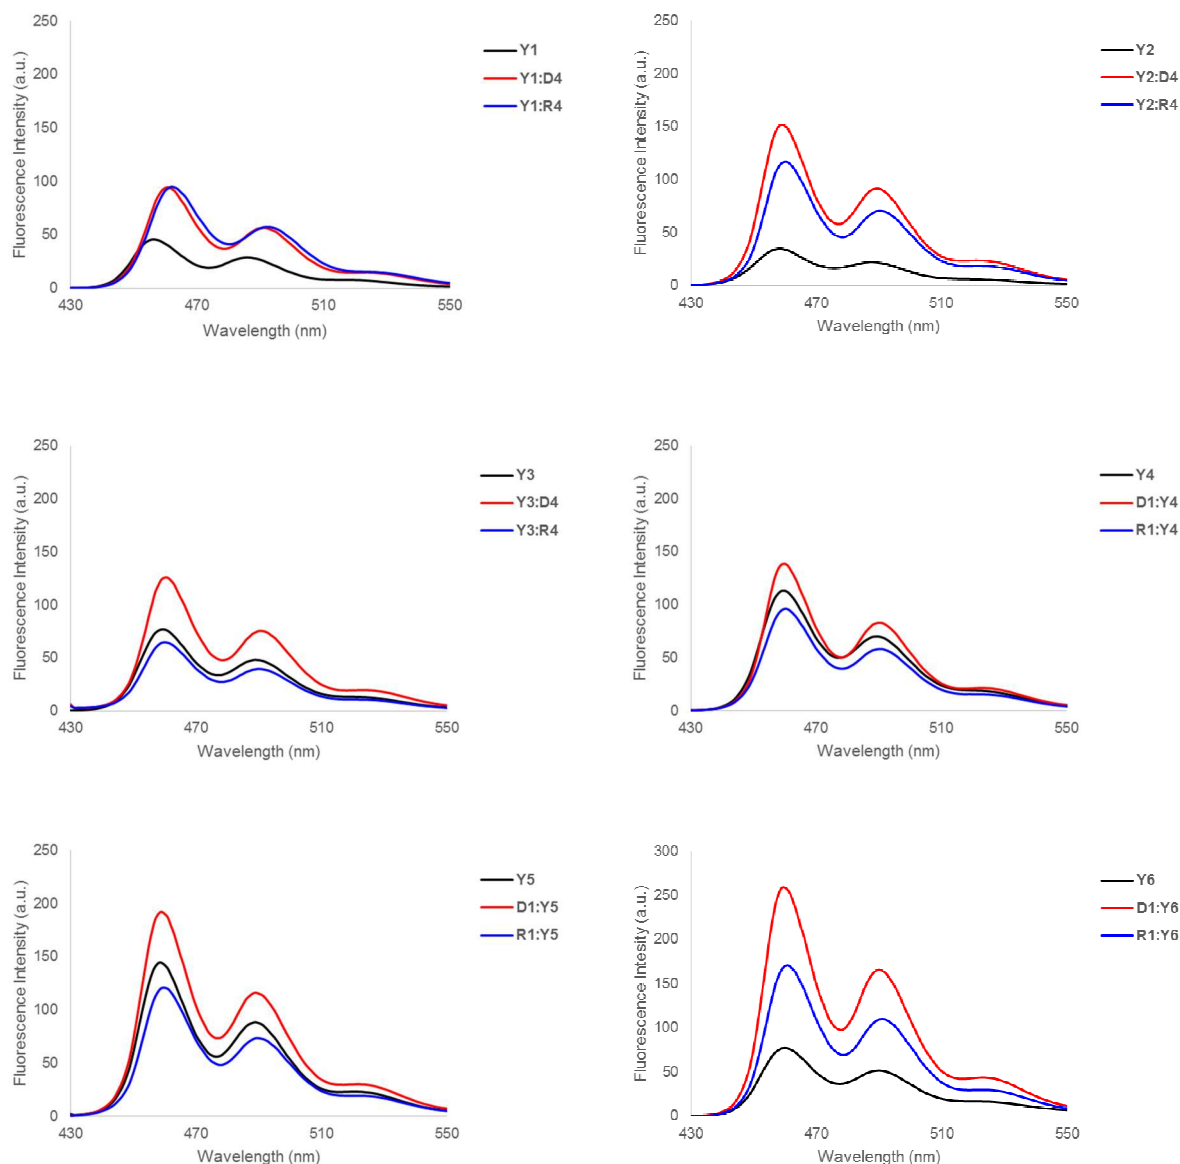 250
200
150
100
50
0
430 470 510 550
Fluorescence Intensity (a.u.)
Wavelength (nm)
Y1
Y1:D4
Y1:R4
250
200
150
100
50
0
430 470 510 550
Fluorescence Intensity (a.u.)
Wavelength (nm)
Y2
Y2:D4
Y2:R4
250
200
150
100
50
0
430 470 510 550
Fluorescence Intensity (a.u.)
Wavelength (nm)
Y3
Y3:D4
Y3:R4
250
200
150
100
50
0
430 470 510 550
Fluorescence Intensity (a.u.)
Wavelength (nm)
Y4
D1:Y4
R1:Y4
250
200
150
100
50
0
430 470 510 550
Fluorescence Intensity (a.u.)
Wavelength (nm)
Y5
D1:Y5
R1:Y5
300
250
200
150
100
50
0
430 470 510 550
Fluorescence Intesity (a.u.)
Wavelength (nm)
Y6
D1:Y6
R1:Y6